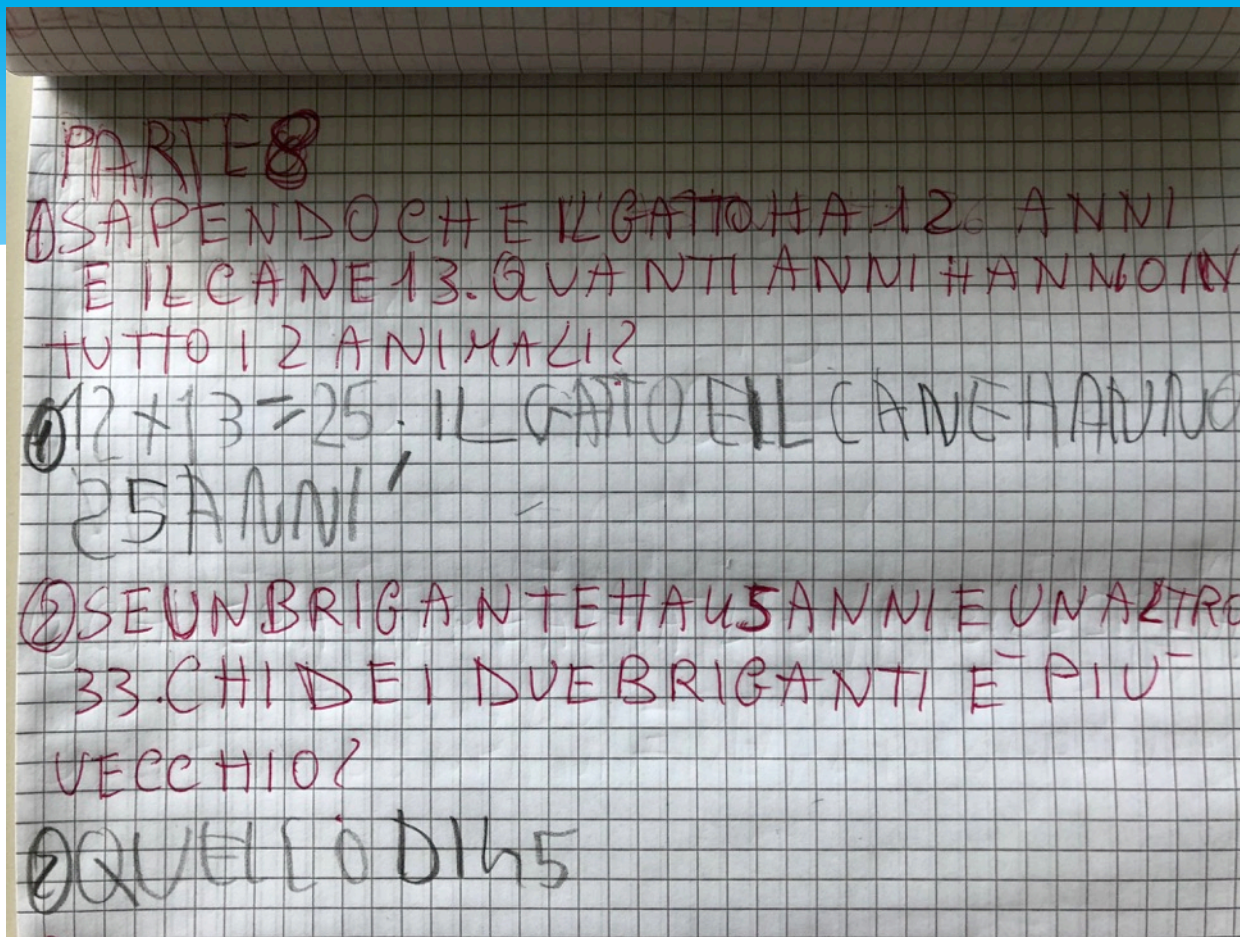 PARTE 8
① SAPENDO CHE IL GATTO HA 12 ANNI
E IL CANE 13. QUANTI ANNI HANNO IN
TUTTO I 2 ANIMALI?
① 12+13=25; IL GATTO E IL CANE HANNO
25 ANNI
② SE UN BRIGANTE HA 45 ANNI E UN ALTRO
33. CHI DEI DUE BRIGANTI E- PIU-
VECCHIO?
② QUELLO DI 45